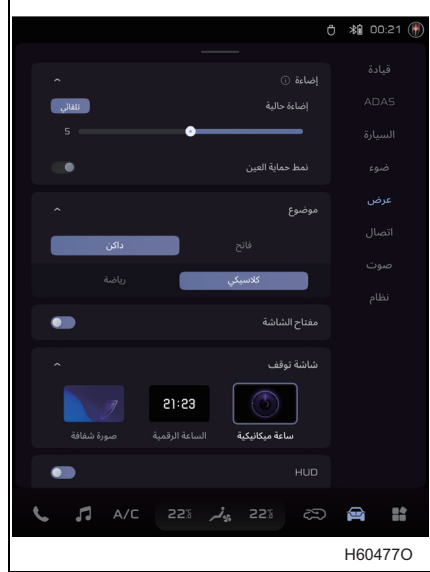 00:21
قيادة
ADAS
السيارة
ضوء
عرض
اتصال
صوت
نظام
إضاءة
إضاءة حالية
تلقائي
5
نمط حماية العين
موضوع
فاتح
داكن
كلاسيكي
رياضة
مفتاح الشاشة
شاشة توقف
ساعة ميكانيكية
21:23
الساعة الرقمية
صورة شفافة
HUD
A/C
22.5
22.5
H60477O